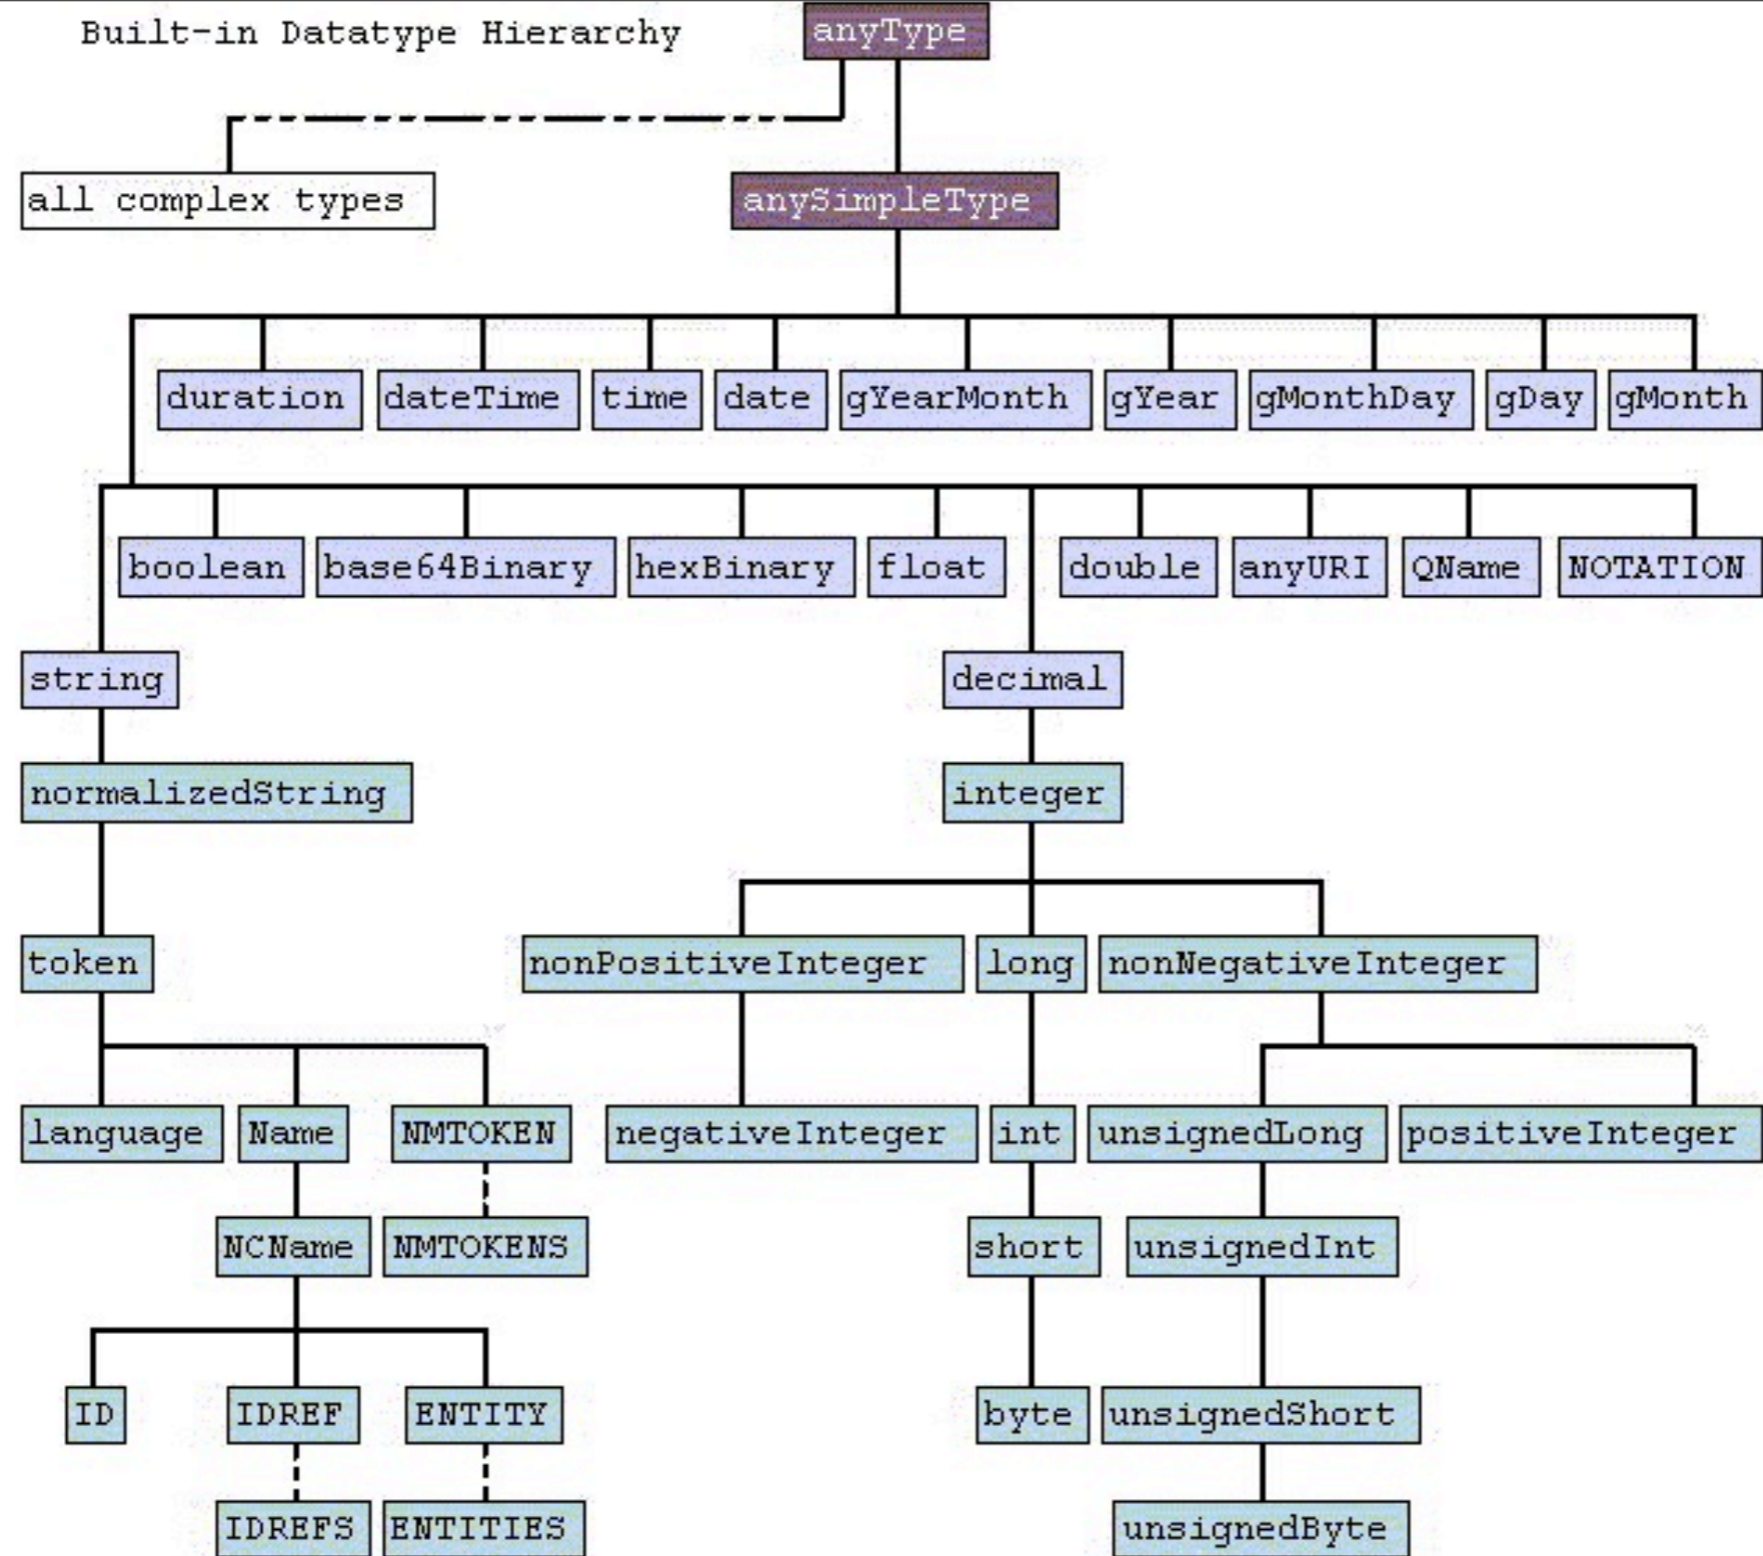 Built-in Datatype Hierarchy
anyType
all complex types
anySimpleType
duration
dateTime
time
date
gYearMonth
gYear
gMonthDay
gDay
gMonth
boolean
base64Binary
hexBinary
float
double
anyURI
QName
NOTATION
string
decimal
normalizedString
integer
token
nonPositiveInteger
long
nonNegativeInteger
language
Name
NMTOKEN
negativeInteger
int
unsignedLong
positiveInteger
NCName
NMTOKENS
short
unsignedInt
ID
IDREF
ENTITY
byte
unsignedShort
IDREFS
ENTITIES
unsignedByte